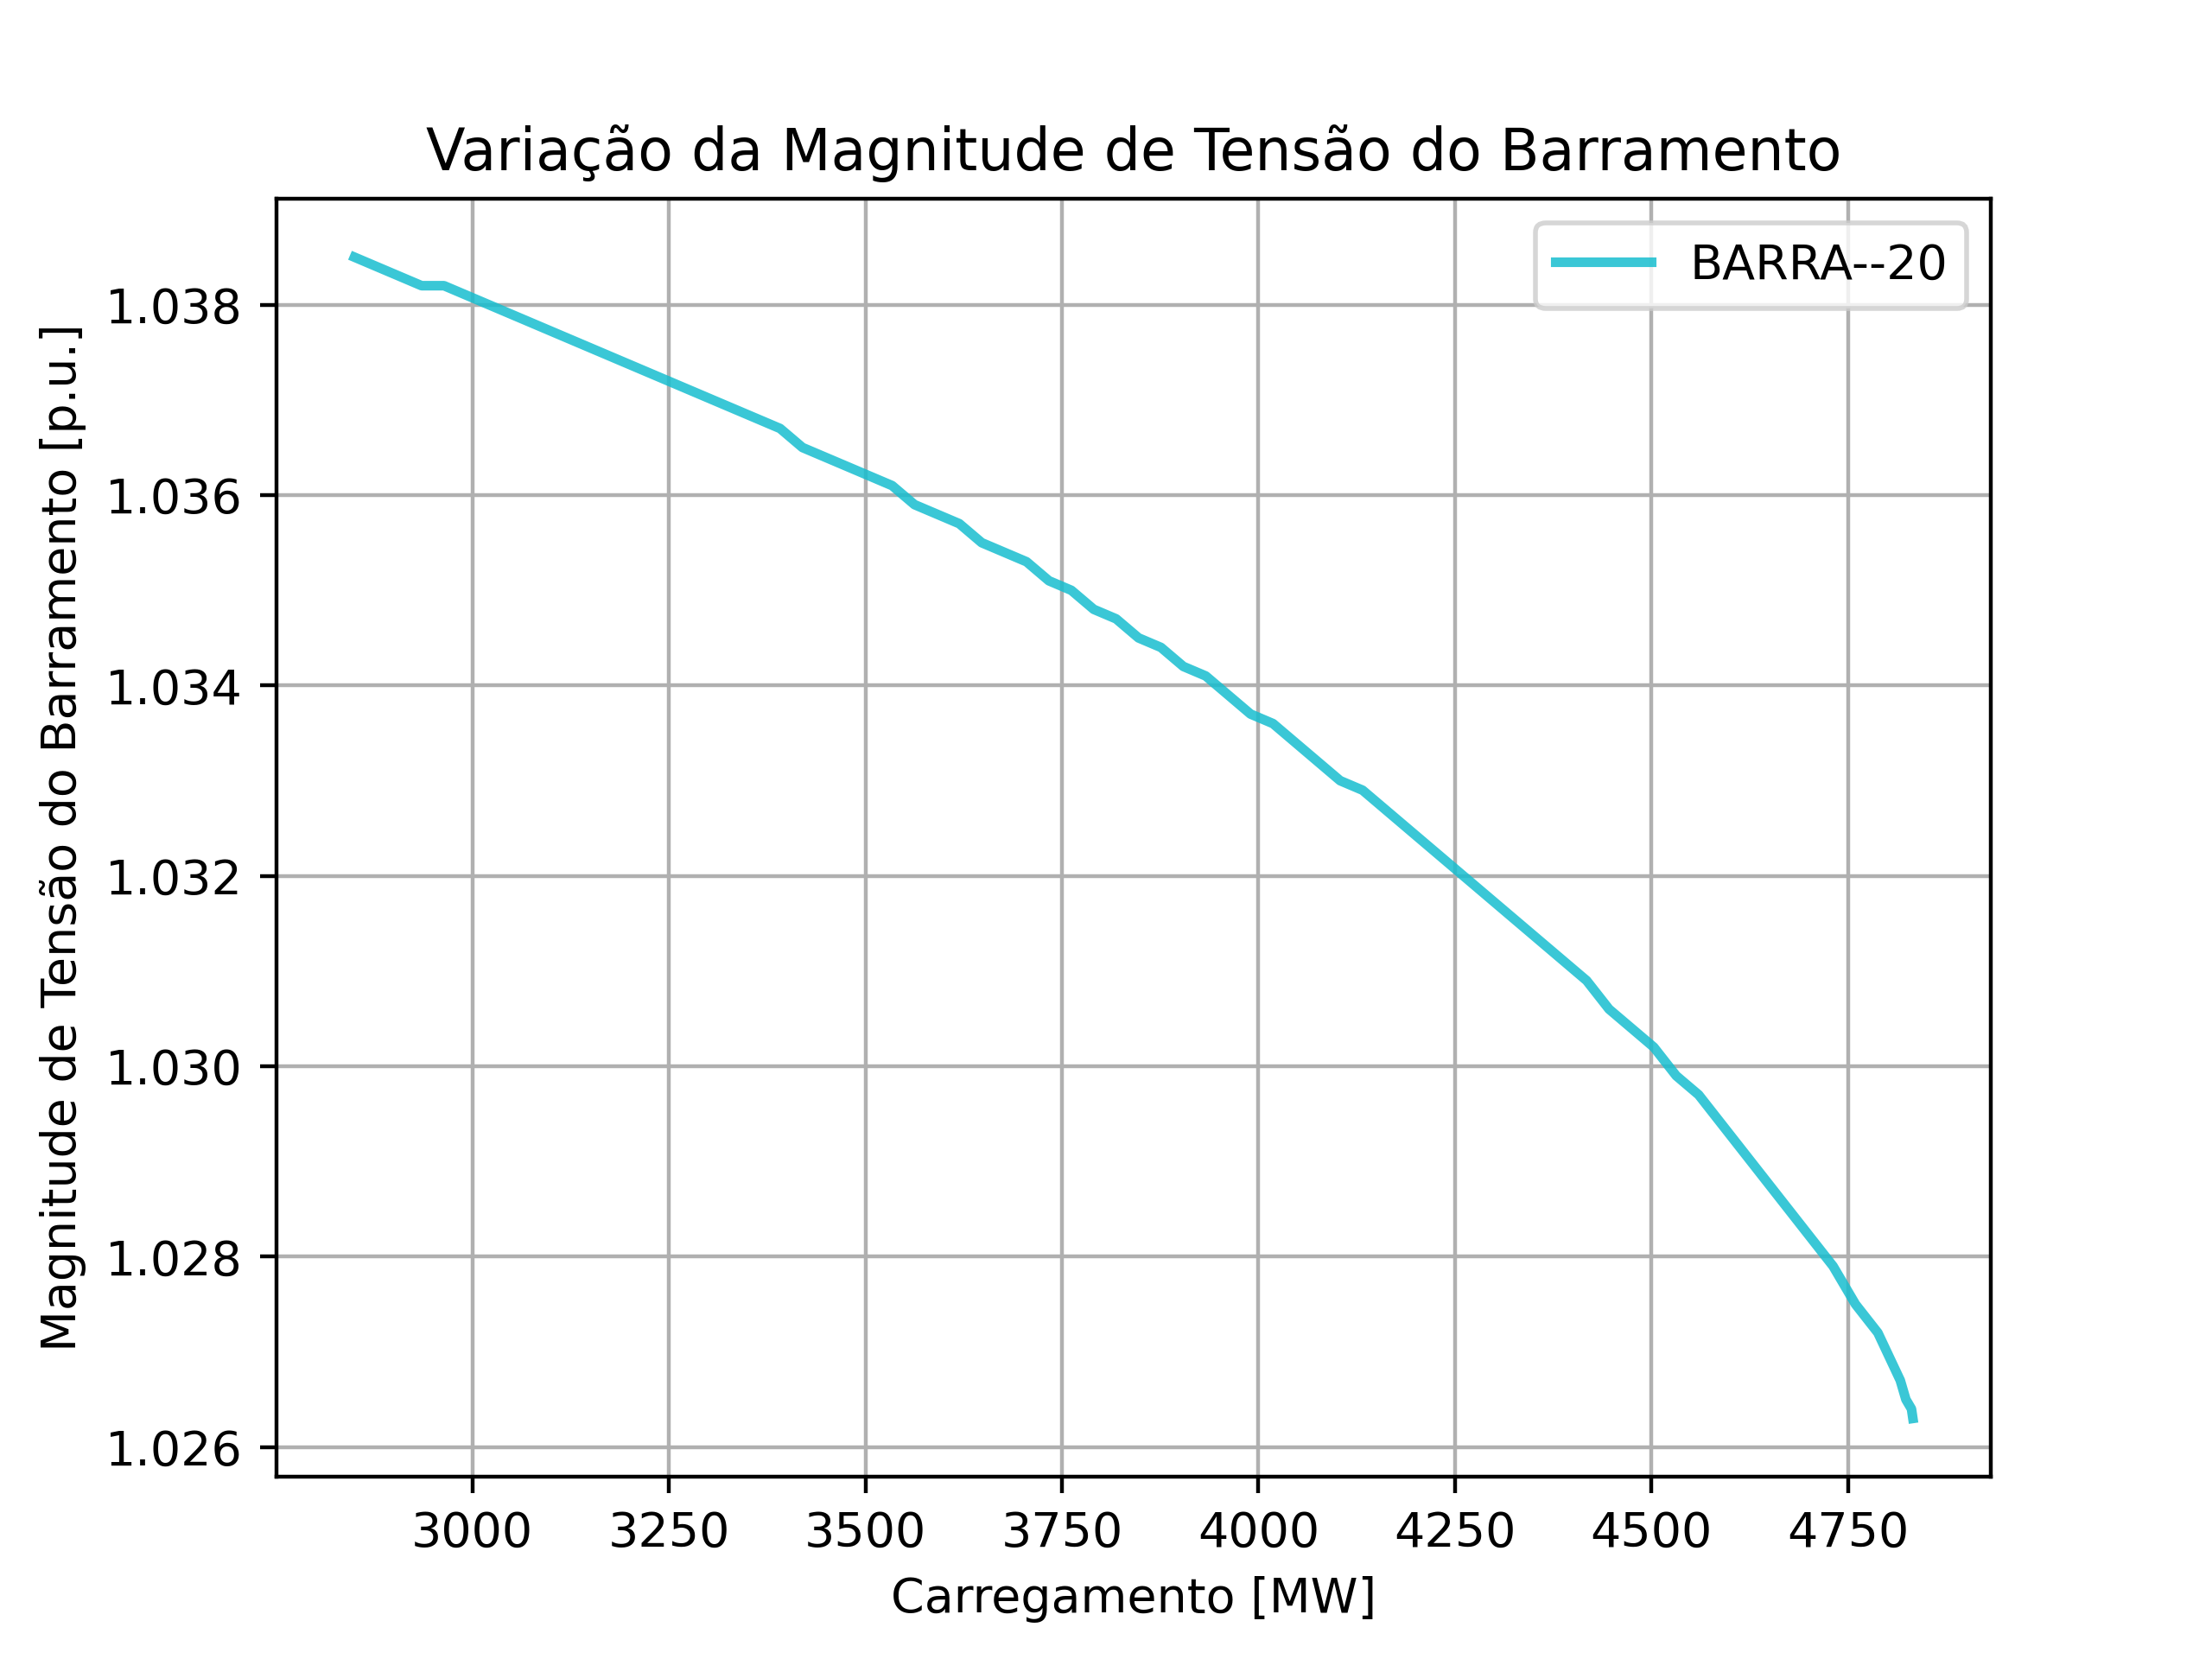 Variação da Magnitude de Tensão do Barramento
BARRA--20
Magnitude de Tensão do Barramento [p.u.]
1.038
1.036
1.034
1.032
1.030
1.028
1.026
3000 3250 3500 3750 4000 4250 4500 4750
Carregamento [MW]